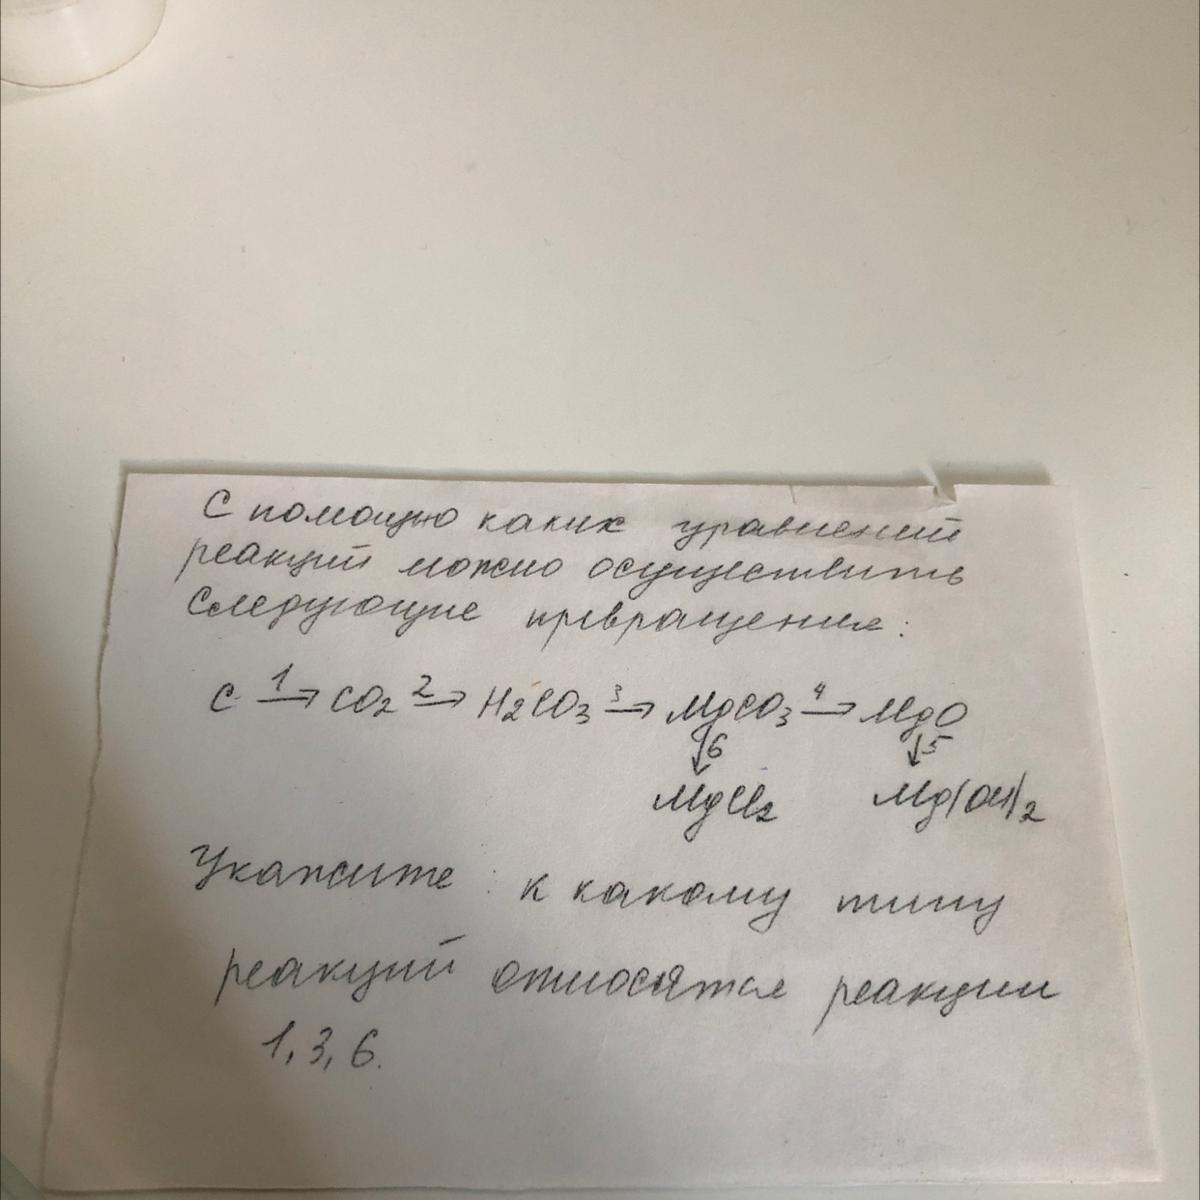 С помощью каких уравнений
реакций можно осуществить
следующие превращения:
C 1→ CO2 2→ H2CO3 3→ MgCO3 4→ MgO
↓6 ↓5
MgCl2 Mg(OH)2
Укажите: к какому типу
реакций относятся реакции
1, 3, 6.